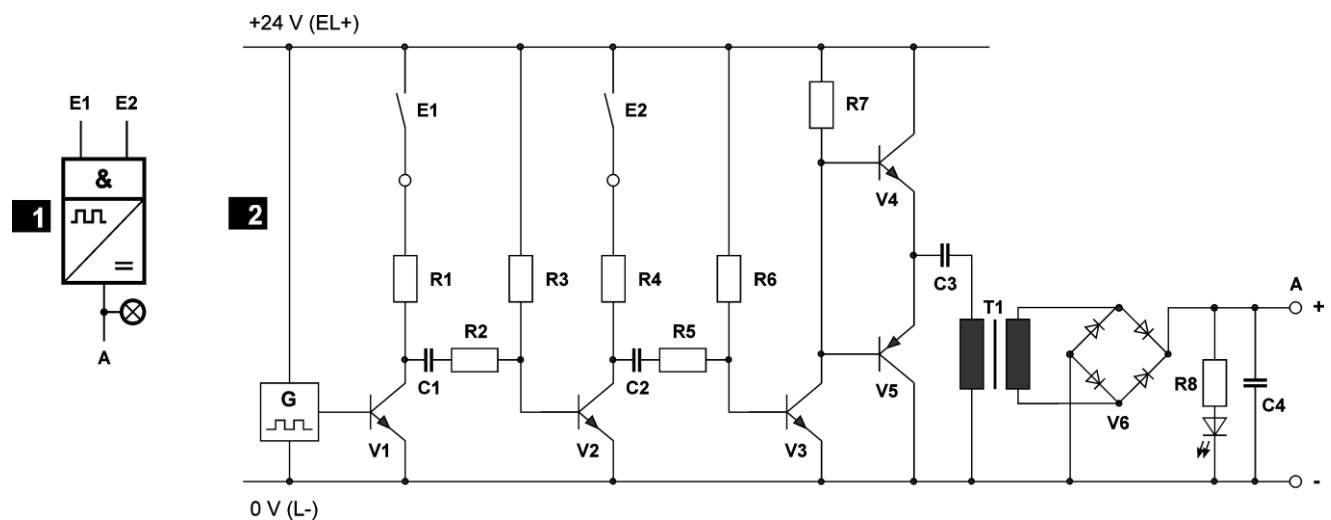 +24 V (EL+)
E1 E2
&
=
A
1
2
E1
E2
R7
V4
R1
R3
R4
R6
C3
T1
A
+
R2
R5
C1
C2
V5
R8
C4
G
V1
V2
V3
V6
-
0 V (L-)